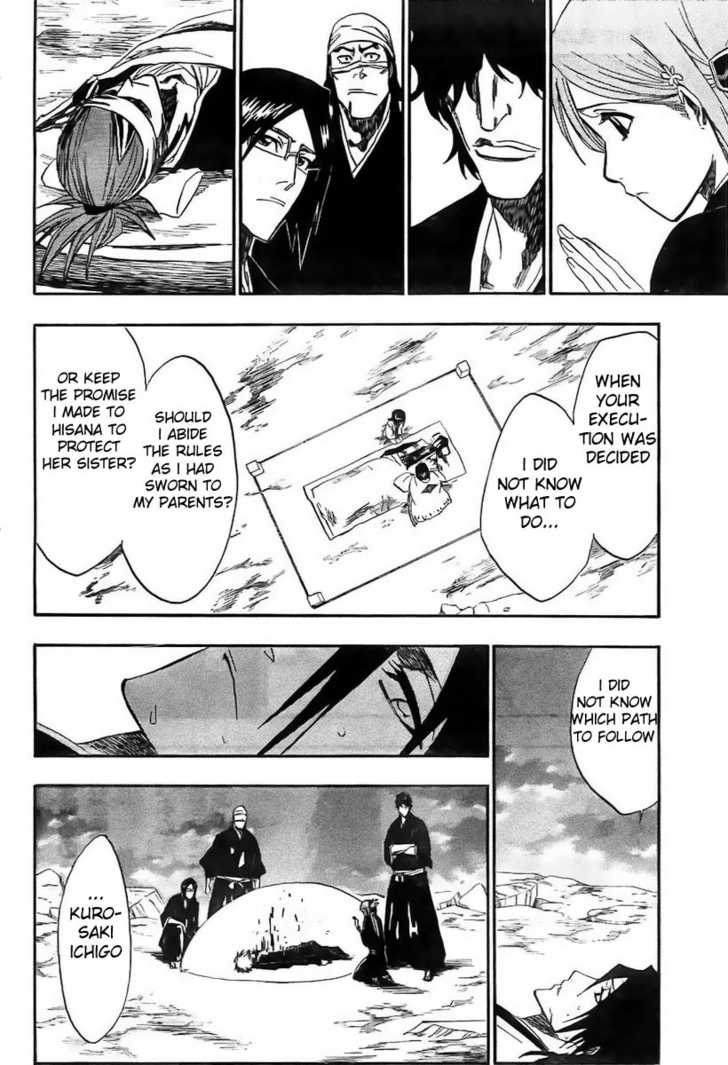 WHEN
YOUR
EXECU-
TION WAS
DECIDED
I DID
NOT KNOW
WHAT TO
DO...
SHOULD
I ABIDE
THE RULES
AS I HAD
SWORN TO
MY PARENTS?
OR KEEP
THE PROMISE
I MADE TO
HISANA TO
PROTECT
HER SISTER?
I DID
NOT KNOW
WHICH PATH
TO FOLLOW
...
KURO-
SAKI
ICHIGO